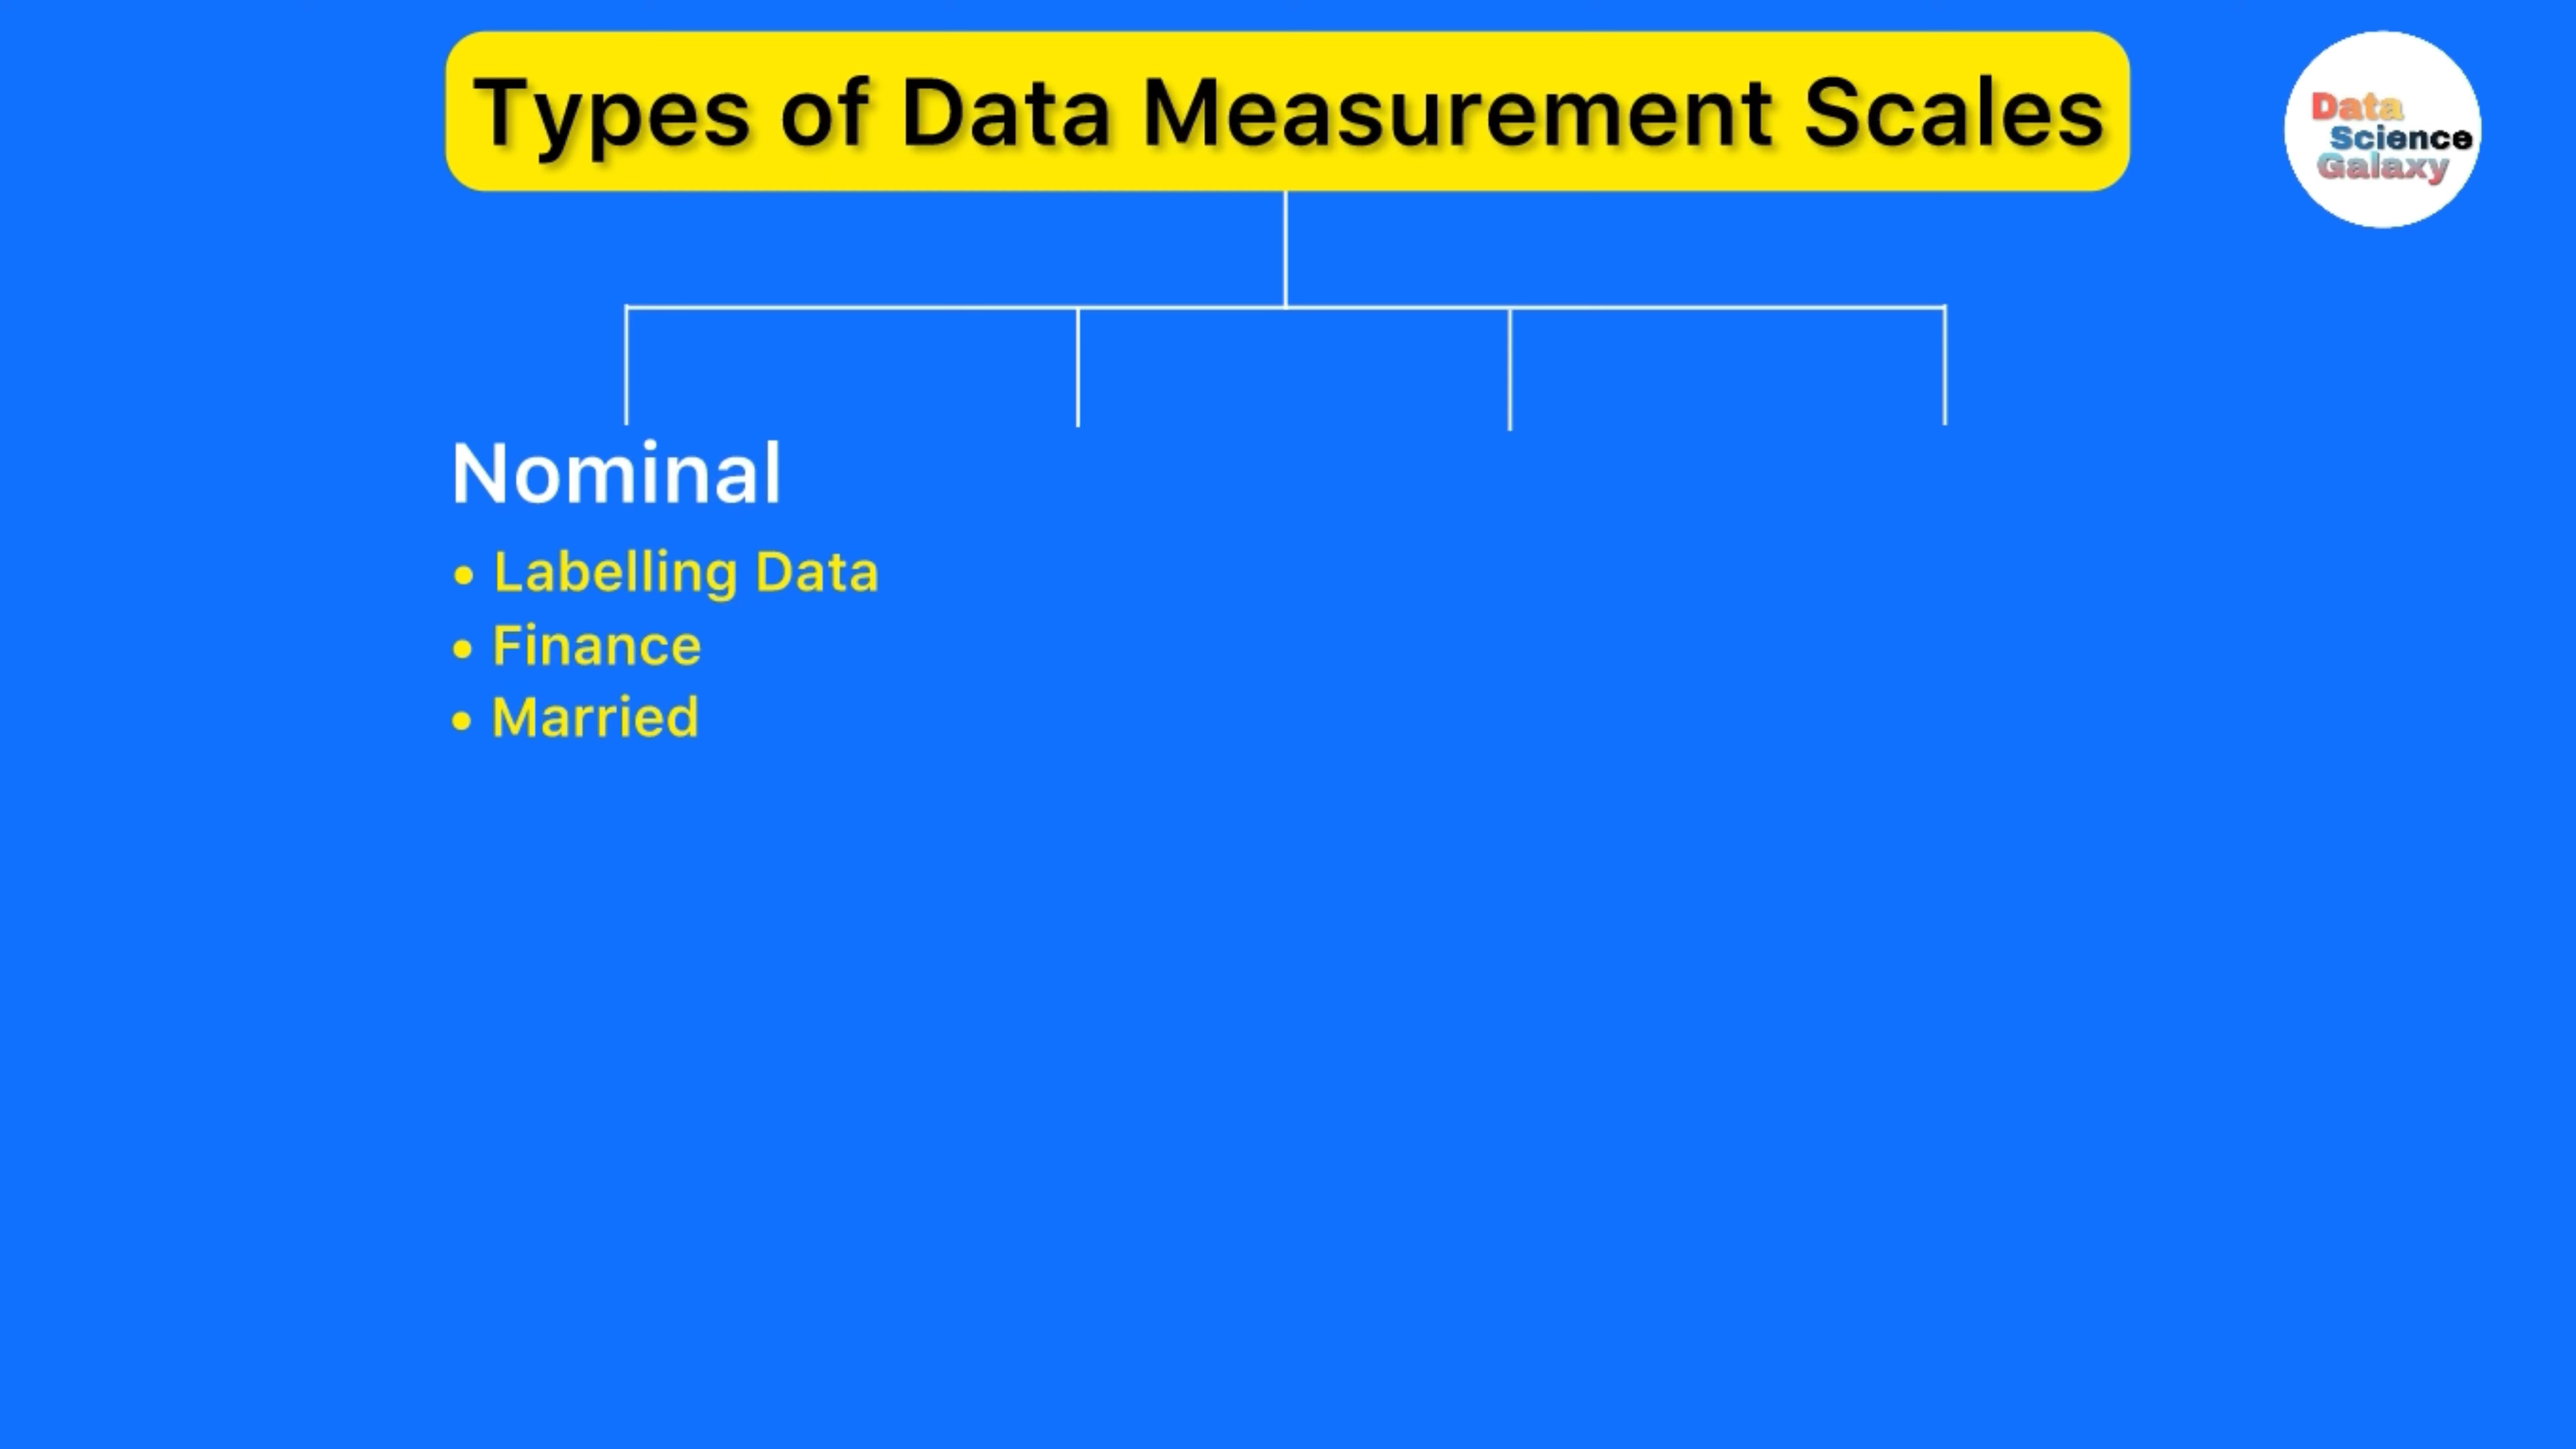 Types of Data Measurement Scales
Data
Science
Galaxy
Nominal
• Labelling Data
• Finance
• Married